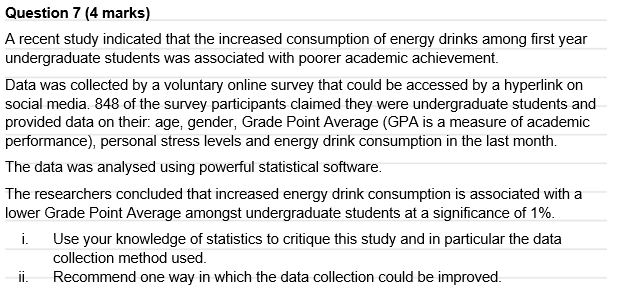 Question 7 (4 marks)
A recent study indicated that the increased consumption of energy drinks among first year
undergraduate students was associated with poorer academic achievement.
Data was collected by a voluntary online survey that could be accessed by a hyperlink on
social media. 848 of the survey participants claimed they were undergraduate students and
provided data on their: age, gender, Grade Point Average (GPA is a measure of academic
performance), personal stress levels and energy drink consumption in the last month.
The data was analysed using powerful statistical software.
The researchers concluded that increased energy drink consumption is associated with a
lower Grade Point Average amongst undergraduate students at a significance of 1%.
i. Use your knowledge of statistics to critique this study and in particular the data
collection method used.
ii. Recommend one way in which the data collection could be improved.